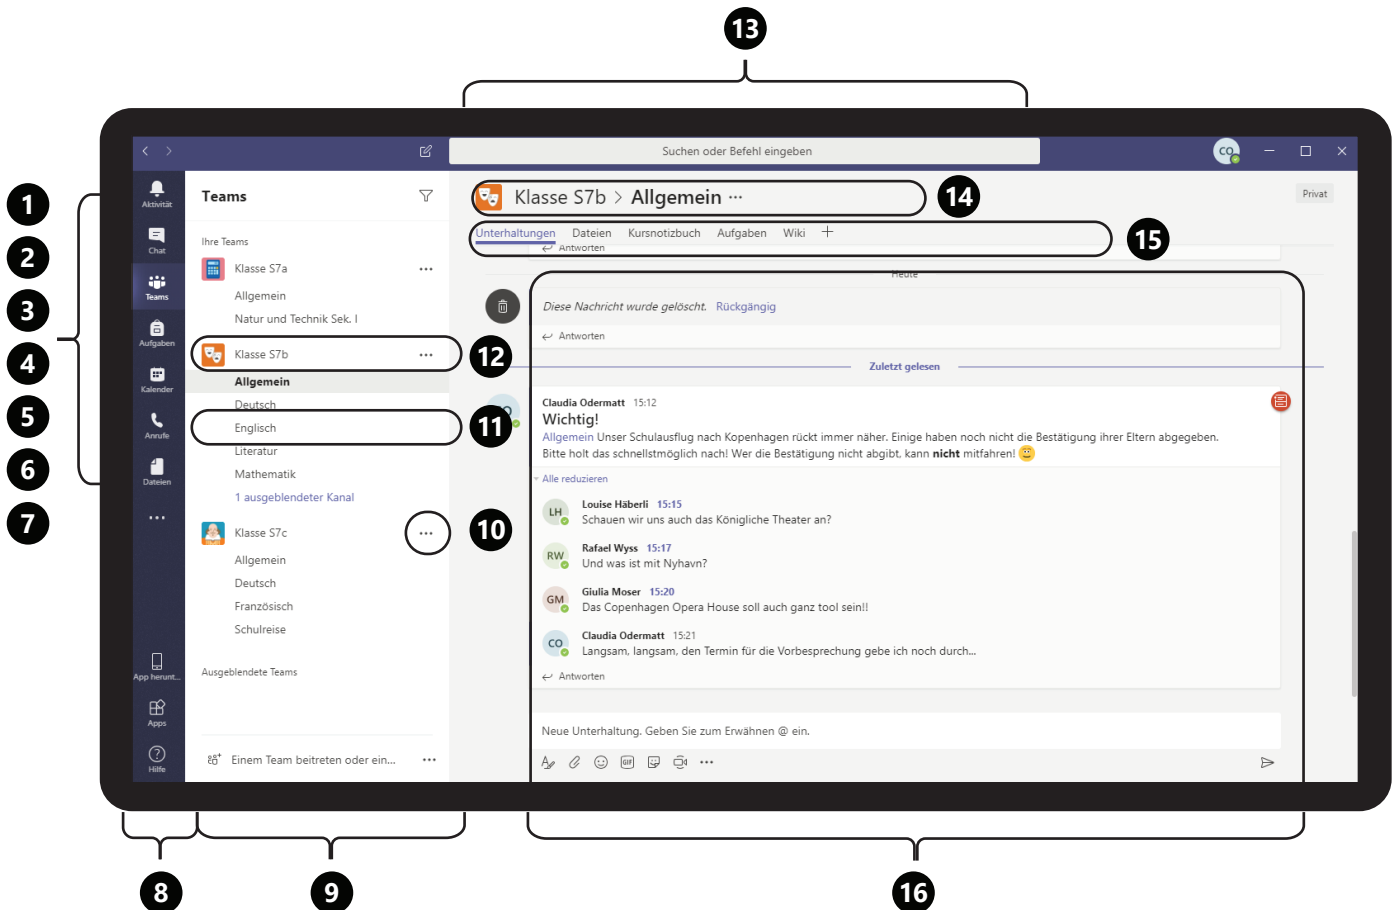 13
Suchen oder Befehl eingeben
CO
1
2
3
4
5
6
7
Aktivität
Chat
Teams
Aufgaben
Kalender
Anrufe
Dateien
App herunt...
Apps
Hilfe
Teams
Ihre Teams
Klasse S7a
Allgemein
Natur und Technik Sek. I
Klasse S7b
12
Allgemein
Deutsch
Englisch
11
Literatur
Mathematik
1 ausgeblendeter Kanal
Klasse S7c
10
Allgemein
Deutsch
Französisch
Schulreise
Ausgeblendete Teams
Einem Team beitreten oder ein...
Klasse S7b > Allgemein ···
14
Privat
Unterhaltungen Dateien Kursnotizbuch Aufgaben Wiki +
15
Antworten
Heute
Diese Nachricht wurde gelöscht. Rückgängig
Antworten
Zuletzt gelesen
CO
Claudia Odermatt 15:12
Wichtig!
Allgemein Unser Schulausflug nach Kopenhagen rückt immer näher. Einige haben noch nicht die Bestätigung ihrer Eltern abgegeben.
Bitte holt das schnellstmöglich nach! Wer die Bestätigung nicht abgibt, kann nicht mitfahren!
Alle reduzieren
LH
Louise Häberli 15:15
Schauen wir uns auch das Königliche Theater an?
RW
Rafael Wyss 15:17
Und was ist mit Nyhavn?
GM
Giulia Moser 15:20
Das Copenhagen Opera House soll auch ganz tool sein!!
CO
Claudia Odermatt 15:21
Langsam, langsam, den Termin für die Vorbesprechung gebe ich noch durch...
Antworten
Neue Unterhaltung. Geben Sie zum Erwähnen @ ein.
GIF
8
9
16